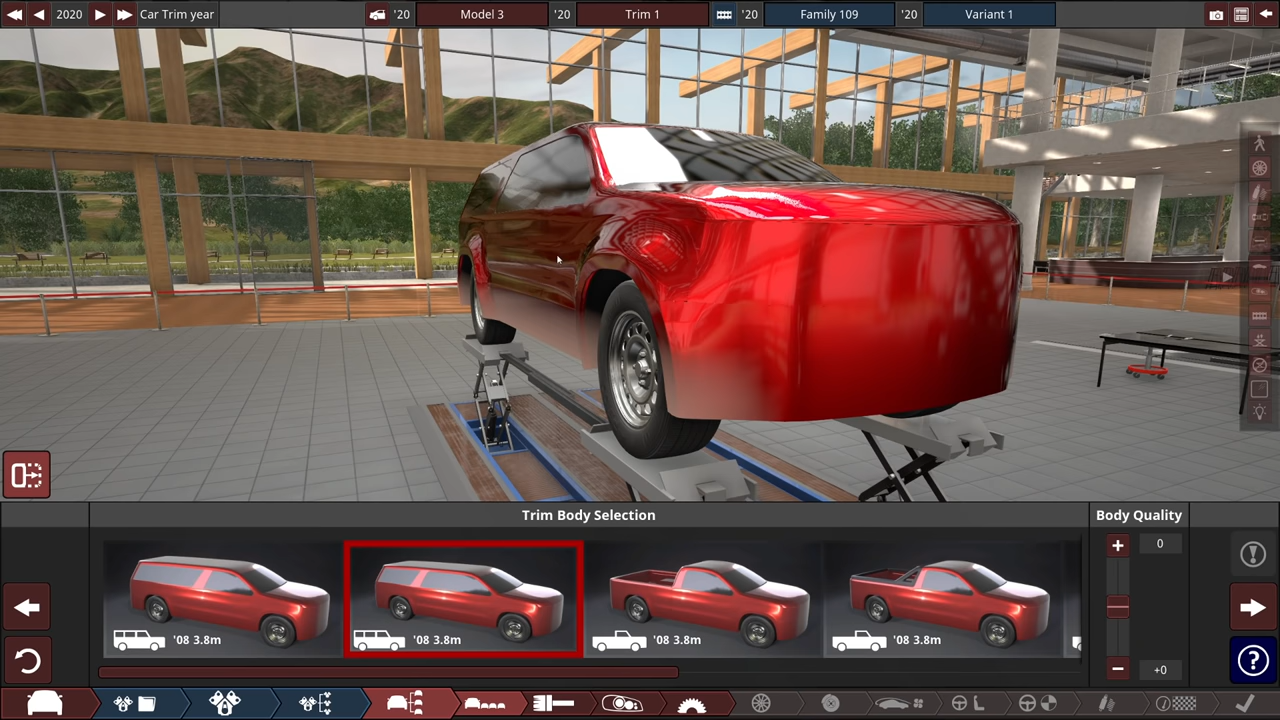 2020 Car Trim year '20 Model 3 '20 Trim 1 '20 Family 109 '20 Variant 1
Trim Body Selection
Body Quality
0
'08 3.8m
'08 3.8m
'08 3.8m
'08 3.8m
+0